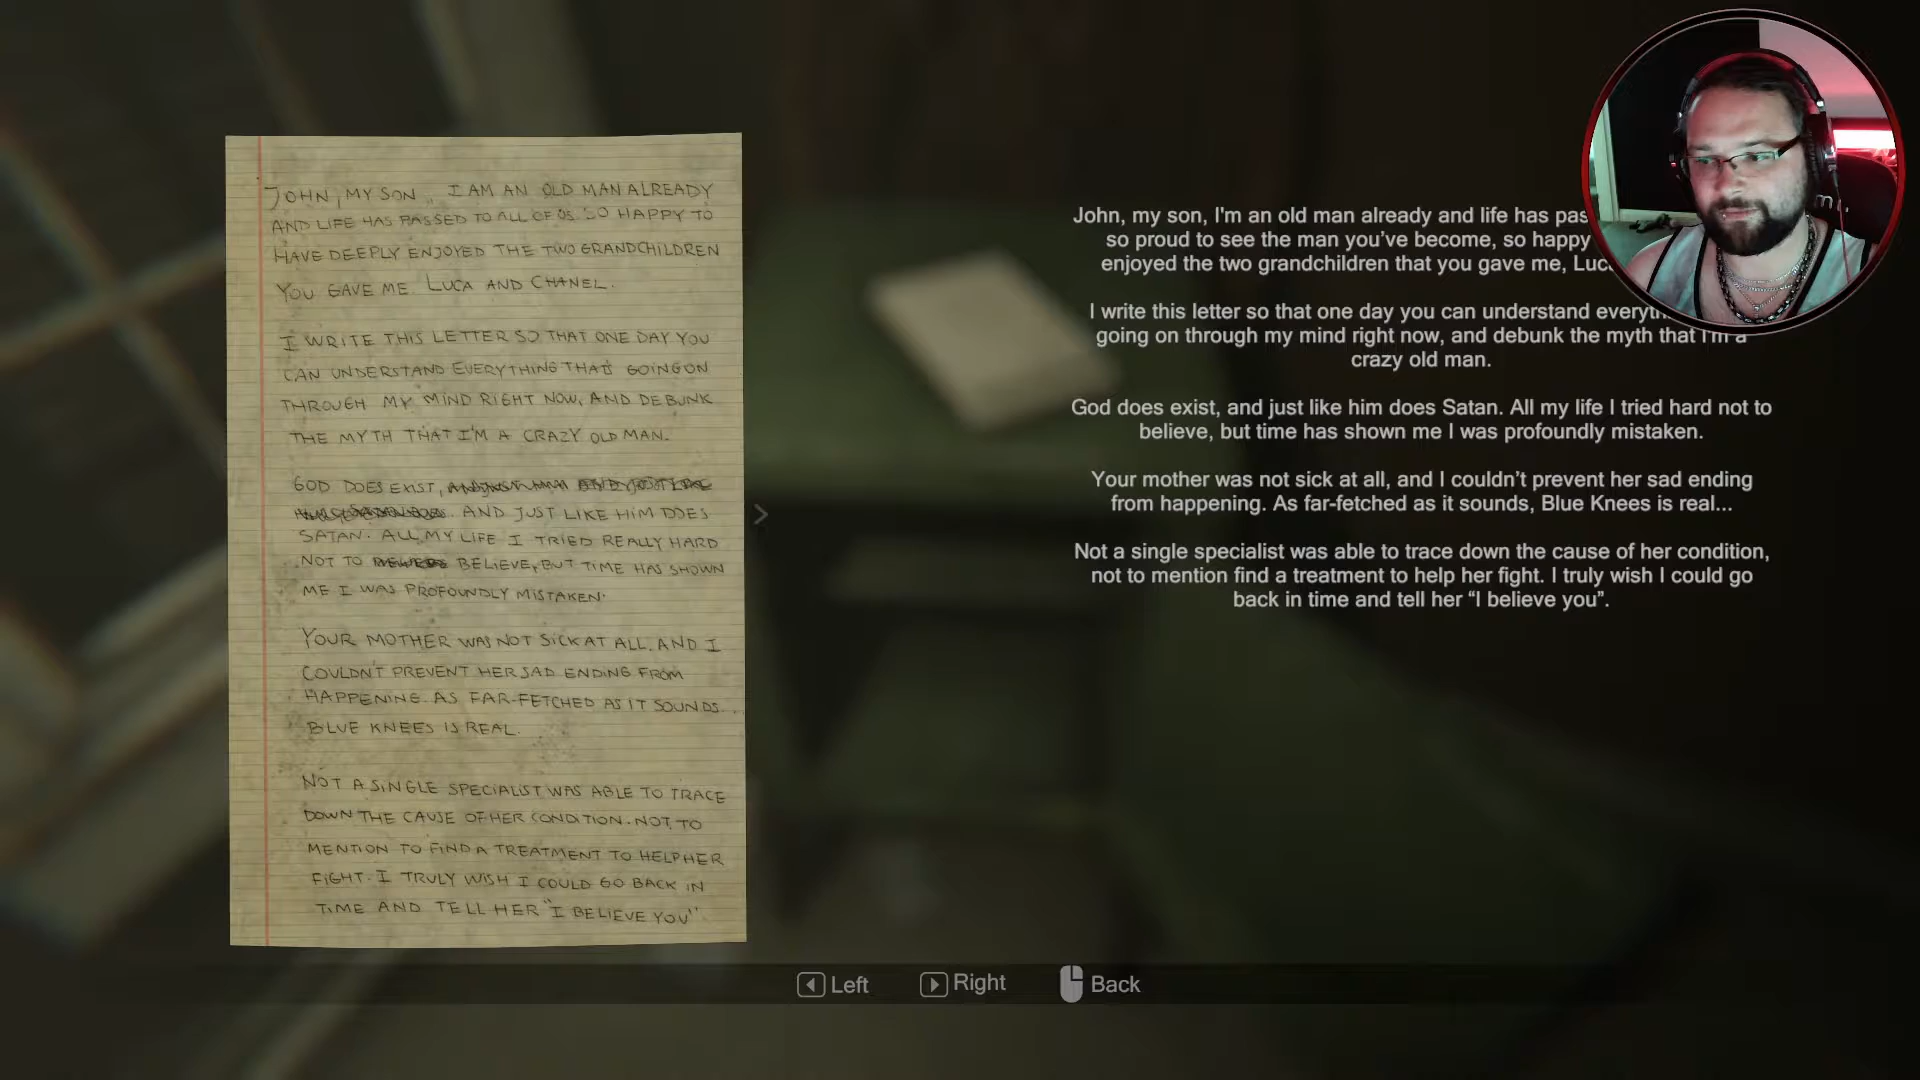 JOHN, MY SON .. I AM AN OLD MAN ALREADY
AND LIFE HAS PASSED TO ALL OF US. SO HAPPY TO
HAVE DEEPLY ENJOYED THE TWO GRANDCHILDREN
YOU GAVE ME. LUCA AND CHANEL.
I WRITE THIS LETTER SO THAT ONE DAY YOU
CAN UNDERSTAND EVERYTHING THAT'S GOING ON
THROUGH MY MIND RIGHT NOW, AND DEBUNK
THE MYTH THAT I'M A CRAZY OLD MAN.
GOD DOES EXIST,
AND JUST LIKE HIM DOES
SATAN. ALL MY LIFE I TRIED REALLY HARD
NOT TO BELIEVE, BUT TIME HAS SHOWN
ME I WAS PROFOUNDLY MISTAKEN.
YOUR MOTHER WAS NOT SICK AT ALL. AND I
COULDN'T PREVENT HER SAD ENDING FROM
HAPPENING. AS FAR-FETCHED AS IT SOUNDS.
BLUE KNEES IS REAL.
NOT A SINGLE SPECIALIST WAS ABLE TO TRACE
DOWN THE CAUSE OF HER CONDITION. NOT TO
MENTION TO FIND A TREATMENT TO HELP HER
FIGHT. I TRULY WISH I COULD GO BACK IN
TIME AND TELL HER "I BELIEVE YOU"
John, my son, I'm an old man already and life has pas
so proud to see the man you've become, so happy
enjoyed the two grandchildren that you gave me, Luc
I write this letter so that one day you can understand everyth
going on through my mind right now, and debunk the myth that I'm a
crazy old man.
God does exist, and just like him does Satan. All my life I tried hard not to
believe, but time has shown me I was profoundly mistaken.
Your mother was not sick at all, and I couldn't prevent her sad ending
from happening. As far-fetched as it sounds, Blue Knees is real...
Not a single specialist was able to trace down the cause of her condition,
not to mention find a treatment to help her fight. I truly wish I could go
back in time and tell her “I believe you”.
Left
Right
Back